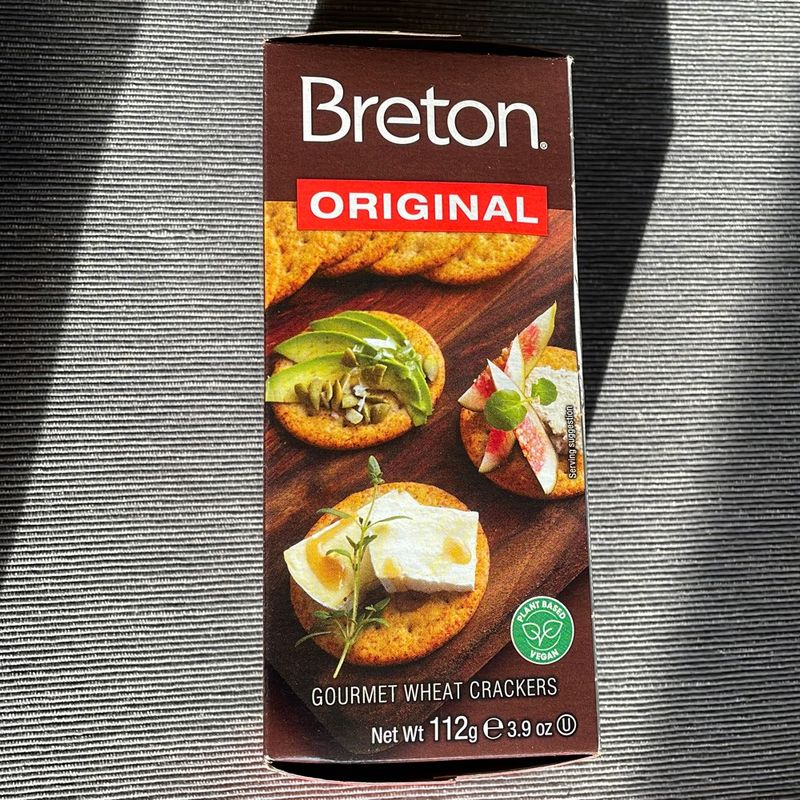 Breton®
ORIGINAL
Serving suggestion
PLANT BASED
VEGAN
GOURMET WHEAT CRACKERS
Net Wt 112g ℮ 3.9 oz Ⓤ